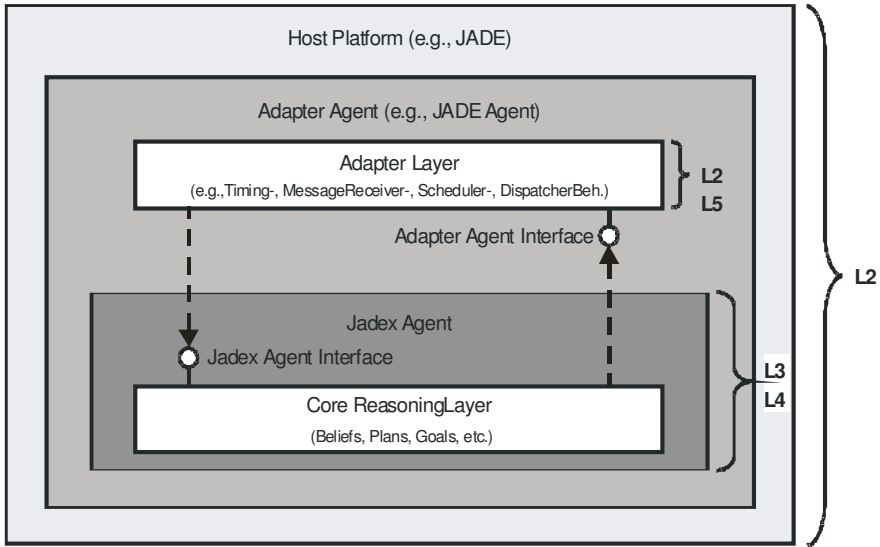 Host Platform (e.g., JADE)
Adapter Agent (e.g., JADE Agent)
Adapter Layer
(e.g.,Timing-, MessageReceiver-, Scheduler-, DispatcherBeh.)
L2
L5
Adapter Agent Interface
L2
Jadex Agent
Jadex Agent Interface
L3
L4
Core ReasoningLayer
(Beliefs, Plans, Goals, etc.)